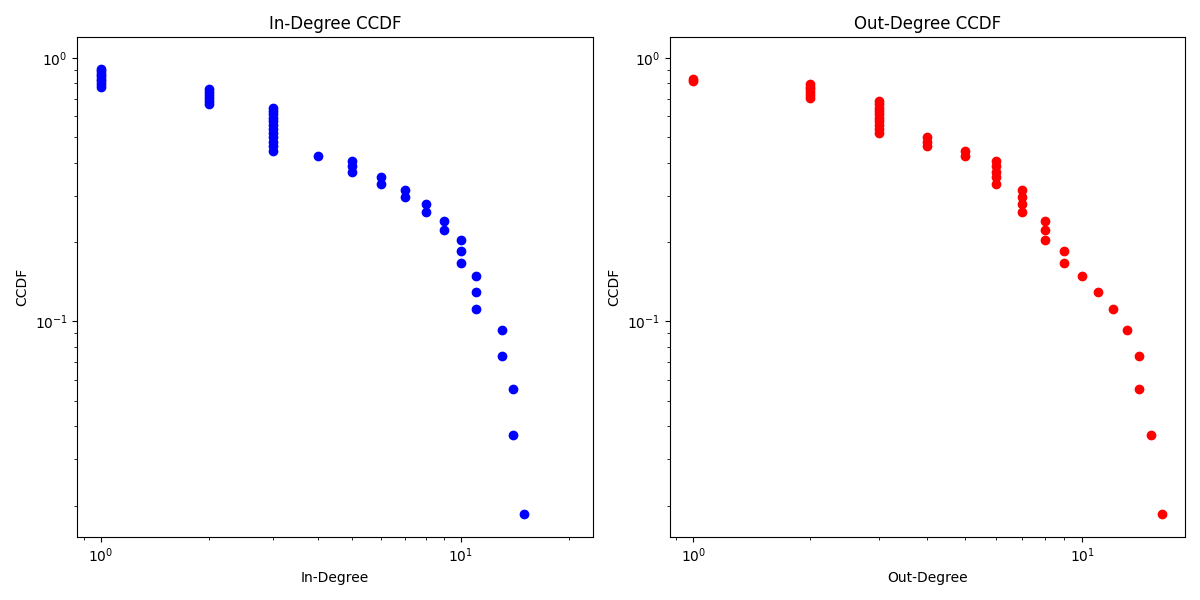 In-Degree CCDF
10⁰
10⁻¹
CCDF
10⁰
10¹
In-Degree
Out-Degree CCDF
10⁰
10⁻¹
CCDF
10⁰
10¹
Out-Degree